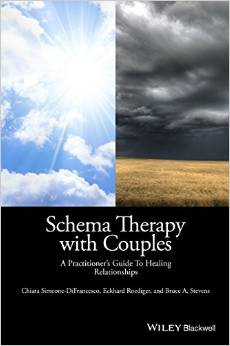 Schema Therapy
with Couples
A Practitioner's Guide To Healing
Relationships
Chiara Simeone-DiFrancesco, Eckhard Roediger, and Bruce A. Stevens
WILEY Blackwell